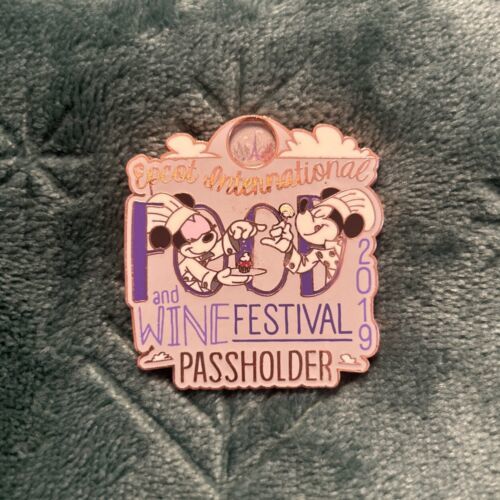 Epcot International
FOOD
and
WINE FESTIVAL
2019
PASSHOLDER